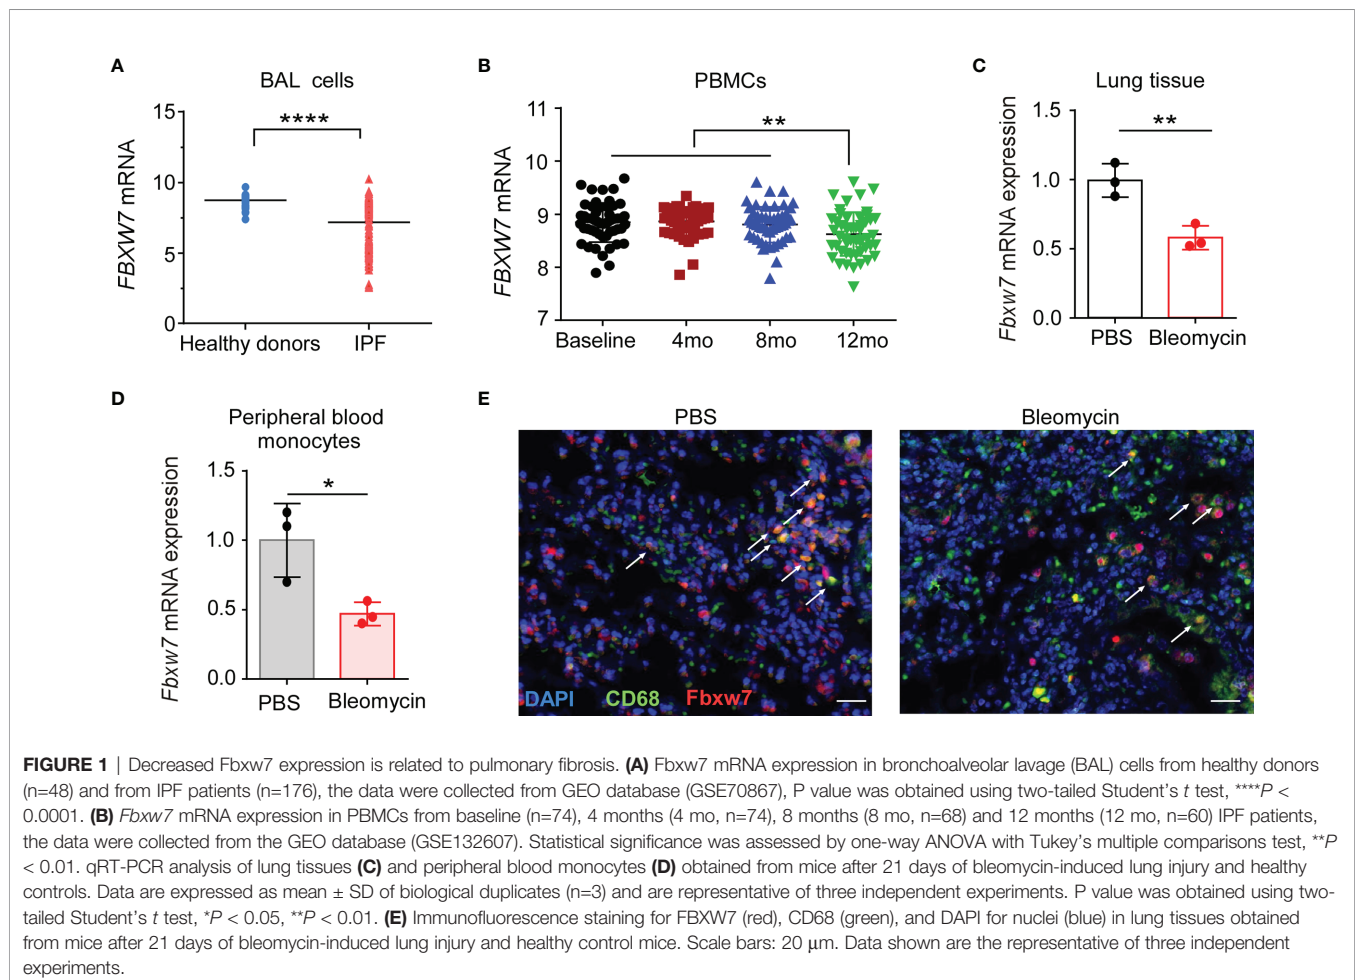 A
BAL cells
****
FBXW7 mRNA
15
10
5
0
Healthy donors
IPF
B
PBMCs
**
FBXW7 mRNA
11
10
9
8
7
Baseline
4mo
8mo
12mo
C
Lung tissue
**
Fbxw7 mRNA expression
1.5
1.0
0.5
0.0
PBS
Bleomycin
D
Peripheral blood
monocytes
*
Fbxw7 mRNA expression
1.5
1.0
0.5
0.0
PBS
Bleomycin
E
PBS
Bleomycin
DAPI CD68 Fbxw7
FIGURE 1 | Decreased Fbxw7 expression is related to pulmonary fibrosis. (A) Fbxw7 mRNA expression in bronchoalveolar lavage (BAL) cells from healthy donors
(n=48) and from IPF patients (n=176), the data were collected from GEO database (GSE70867), P value was obtained using two-tailed Student’s t test, ****P <
0.0001. (B) Fbxw7 mRNA expression in PBMCs from baseline (n=74), 4 months (4 mo, n=74), 8 months (8 mo, n=68) and 12 months (12 mo, n=60) IPF patients,
the data were collected from the GEO database (GSE132607). Statistical significance was assessed by one-way ANOVA with Tukey’s multiple comparisons test, **P
< 0.01. qRT-PCR analysis of lung tissues (C) and peripheral blood monocytes (D) obtained from mice after 21 days of bleomycin-induced lung injury and healthy
controls. Data are expressed as mean ± SD of biological duplicates (n=3) and are representative of three independent experiments. P value was obtained using two-
tailed Student’s t test, *P < 0.05, **P < 0.01. (E) Immunofluorescence staining for FBXW7 (red), CD68 (green), and DAPI for nuclei (blue) in lung tissues obtained
from mice after 21 days of bleomycin-induced lung injury and healthy control mice. Scale bars: 20 μm. Data shown are the representative of three independent
experiments.